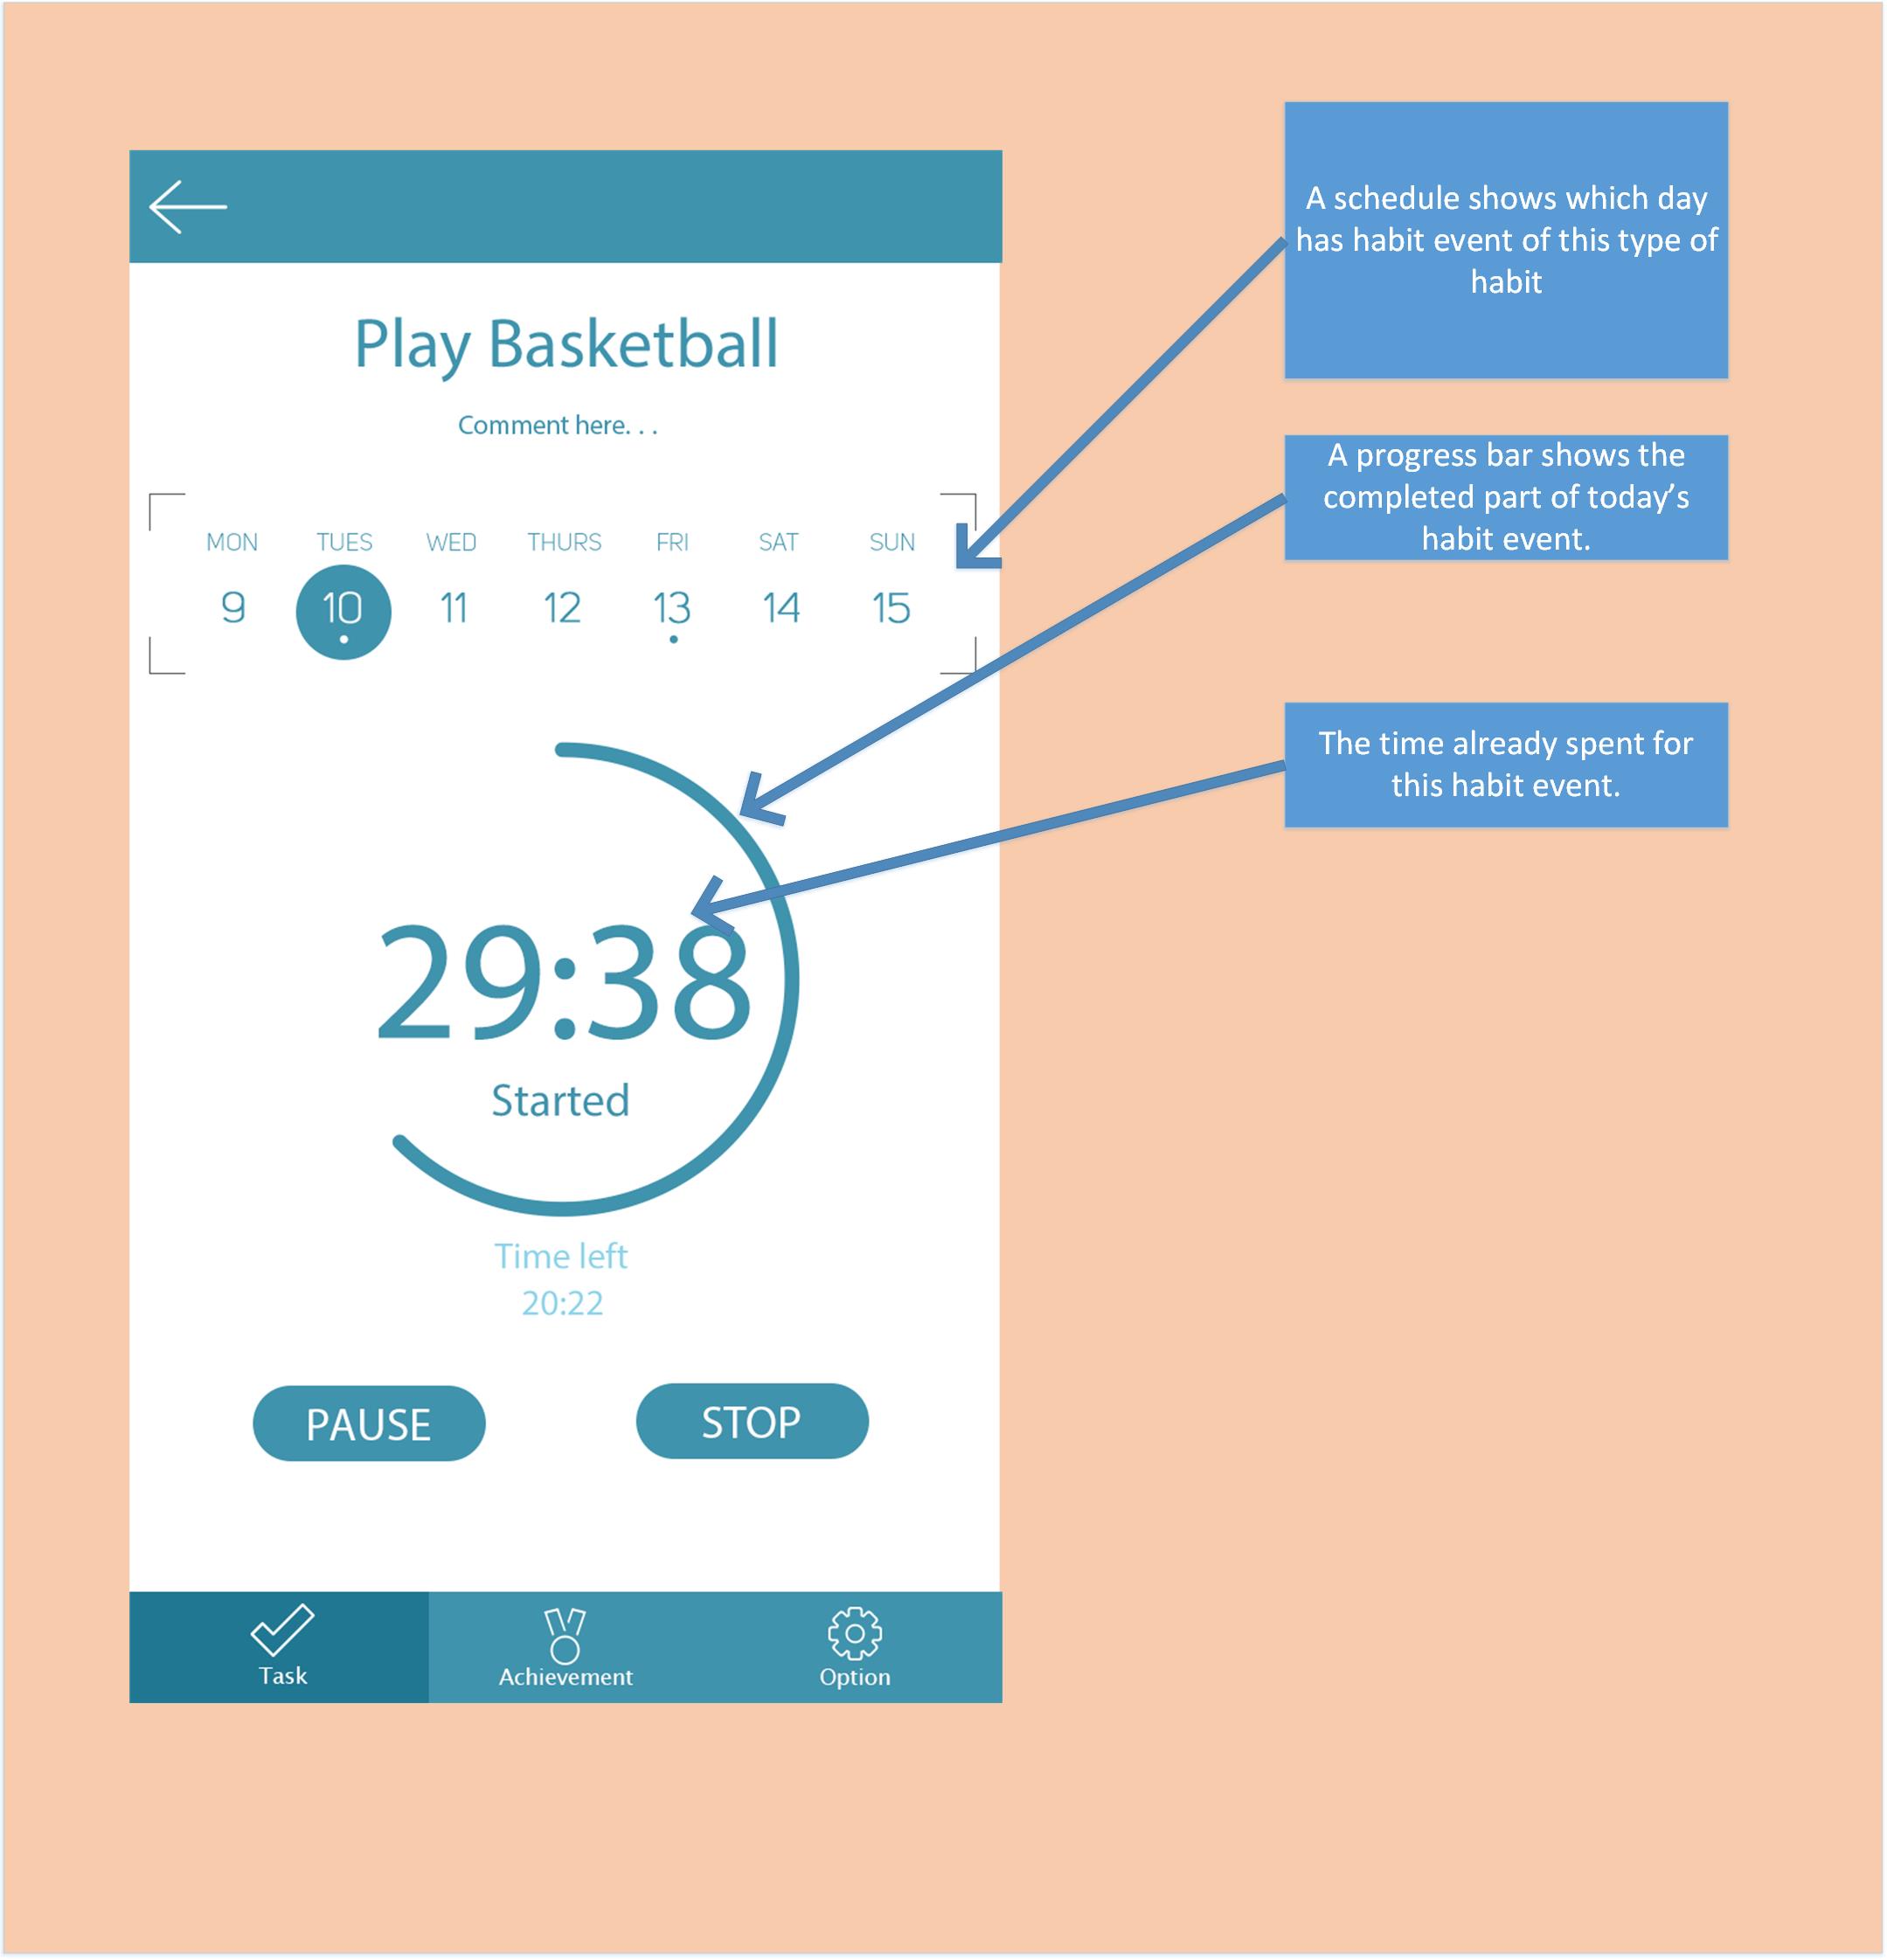 Play Basketball
Comment here. . .
MON TUES WED THURS FRI SAT SUN
9 10 11 12 13 14 15
29:38
Started
Time left
20:22
PAUSE STOP
Task Achievement Option
A schedule shows which day
has habit event of this type of
habit
A progress bar shows the
completed part of today’s
habit event.
The time already spent for
this habit event.